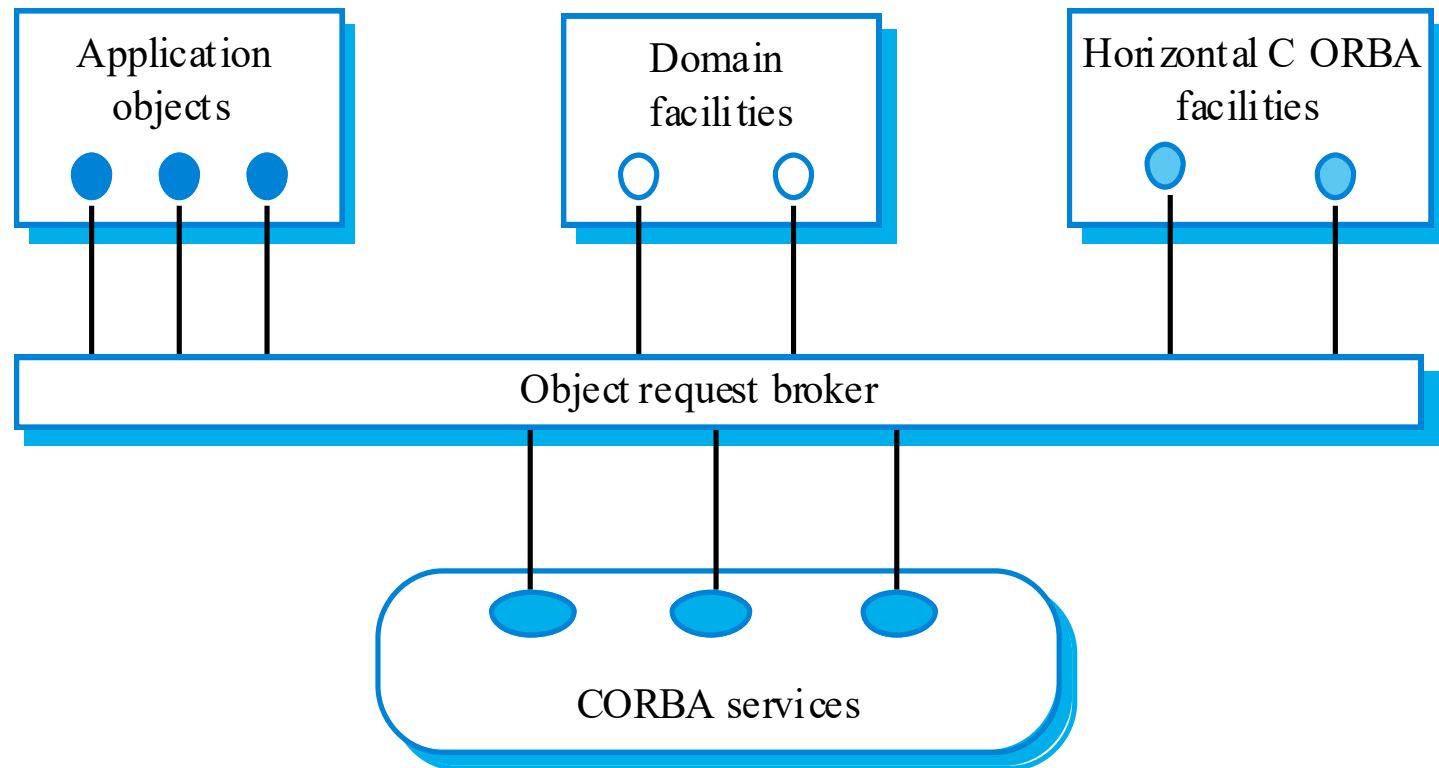 Application
objects
Domain
facilities
Horizontal C ORBA
facilities
Object request broker
CORBA services